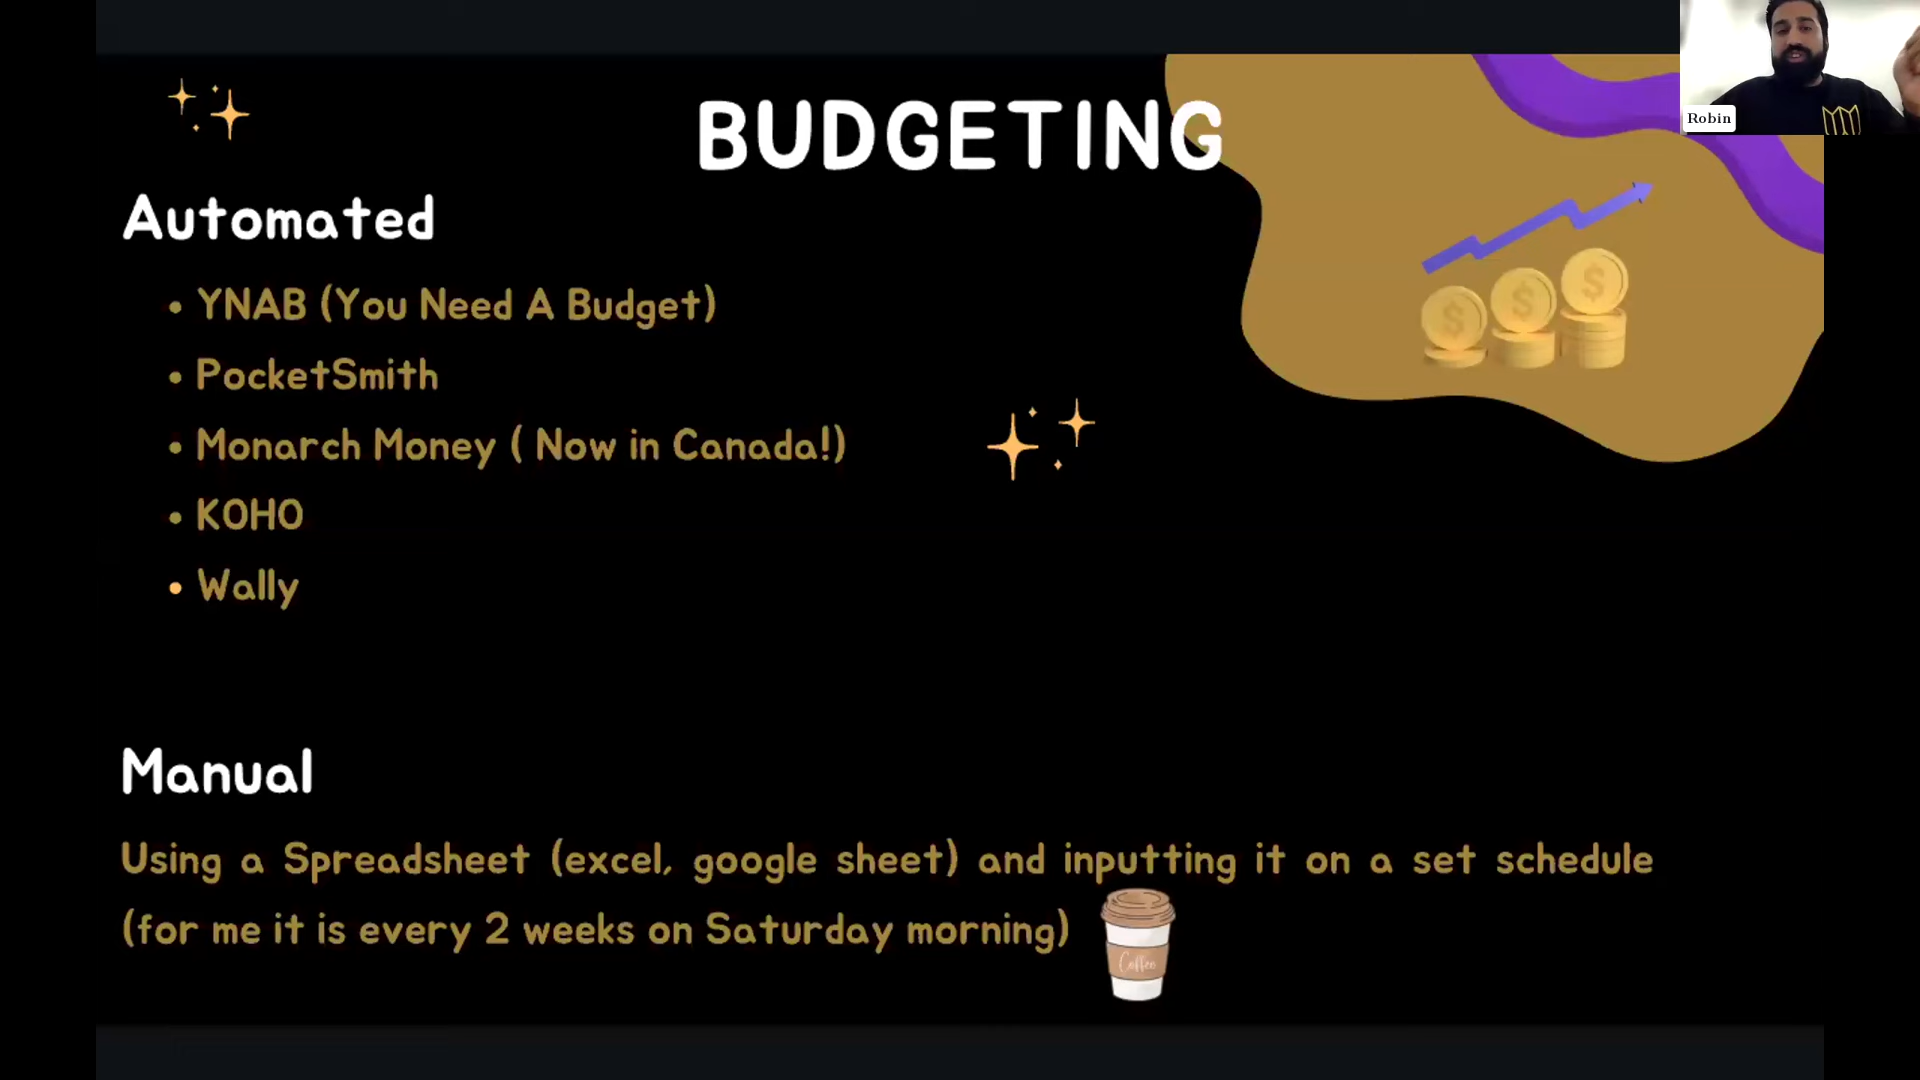 BUDGETING
Robin
Automated
• YNAB (You Need A Budget)
• PocketSmith
• Monarch Money ( Now in Canada!)
• KOHO
• Wally
Manual
Using a Spreadsheet (excel, google sheet) and inputting it on a set schedule
(for me it is every 2 weeks on Saturday morning)
Coffee
$
$
$